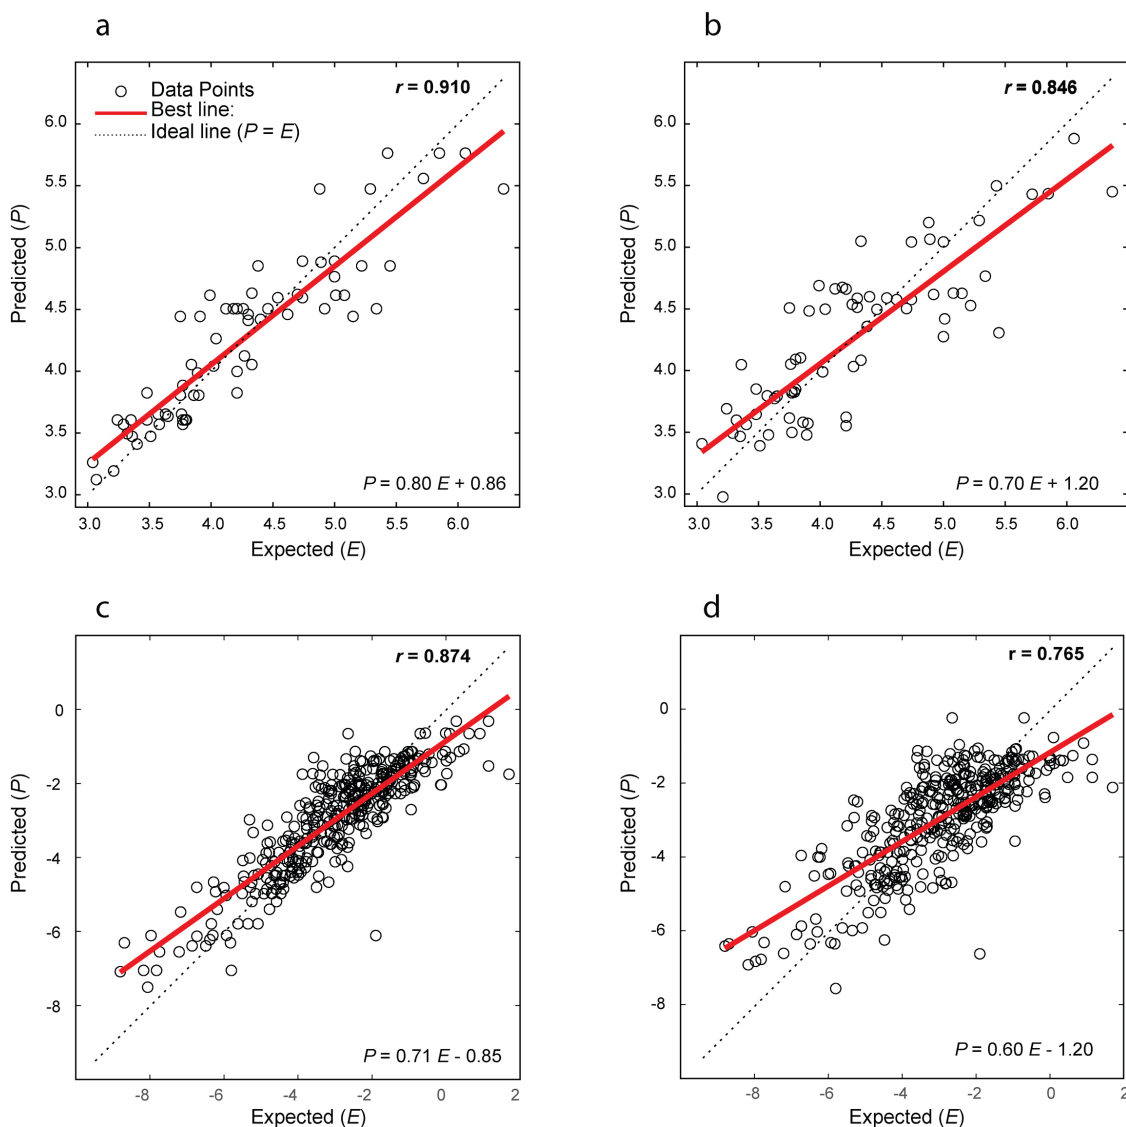 a
r = 0.910
Data Points
Best line:
Ideal line (P = E)
6.0
5.5
5.0
4.5
4.0
3.5
3.0
Predicted (P)
P = 0.80 E + 0.86
3.0 3.5 4.0 4.5 5.0 5.5 6.0
Expected (E)
b
r = 0.846
6.0
5.5
5.0
4.5
4.0
3.5
3.0
Predicted (P)
P = 0.70 E + 1.20
3.0 3.5 4.0 4.5 5.0 5.5 6.0
Expected (E)
c
r = 0.874
0
-2
-4
-6
-8
Predicted (P)
P = 0.71 E - 0.85
-8 -6 -4 -2 0 2
Expected (E)
d
r = 0.765
0
-2
-4
-6
-8
Predicted (P)
P = 0.60 E - 1.20
-8 -6 -4 -2 0 2
Expected (E)